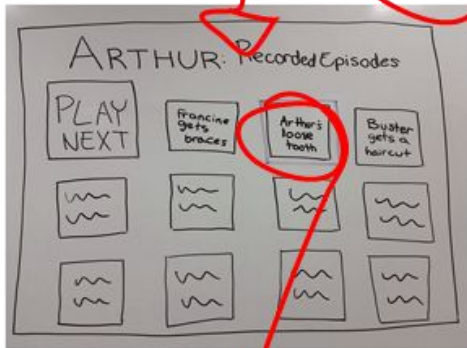 ARTHUR: Recorded Episodes
PLAY
NEXT
Francine
gets
braces
Arthur's
loose
tooth
Buster
gets a
haircut